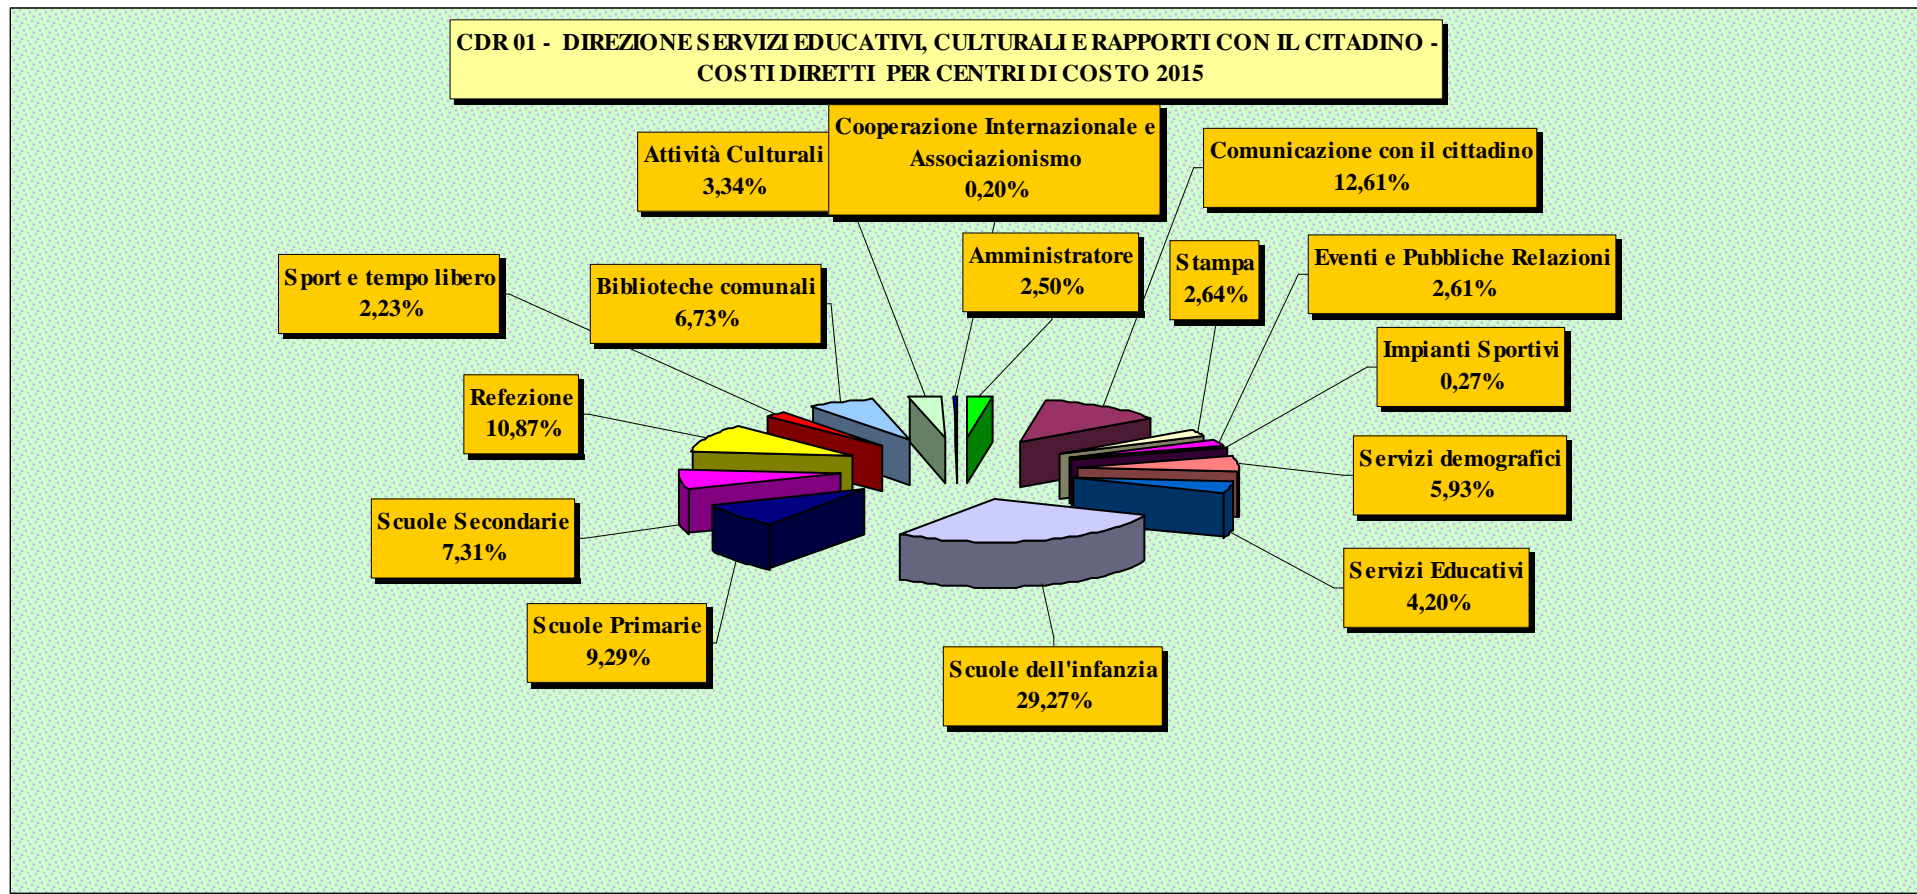 CDR 01 - DIREZIONE SERVIZI EDUCATIVI, CULTURALI E RAPPORTI CON IL CITADINO -
COSTI DIRETTI PER CENTRI DI COSTO 2015
Cooperazione Internazionale e
Associazionismo
0,20%
Attività Culturali
3,34%
Comunicazione con il cittadino
12,61%
Amministratore
2,50%
Stampa
2,64%
Eventi e Pubbliche Relazioni
2,61%
Sport e tempo libero
2,23%
Biblioteche comunali
6,73%
Impianti Sportivi
0,27%
Refezione
10,87%
Servizi demografici
5,93%
Scuole Secondarie
7,31%
Servizi Educativi
4,20%
Scuole Primarie
9,29%
Scuole dell'infanzia
29,27%